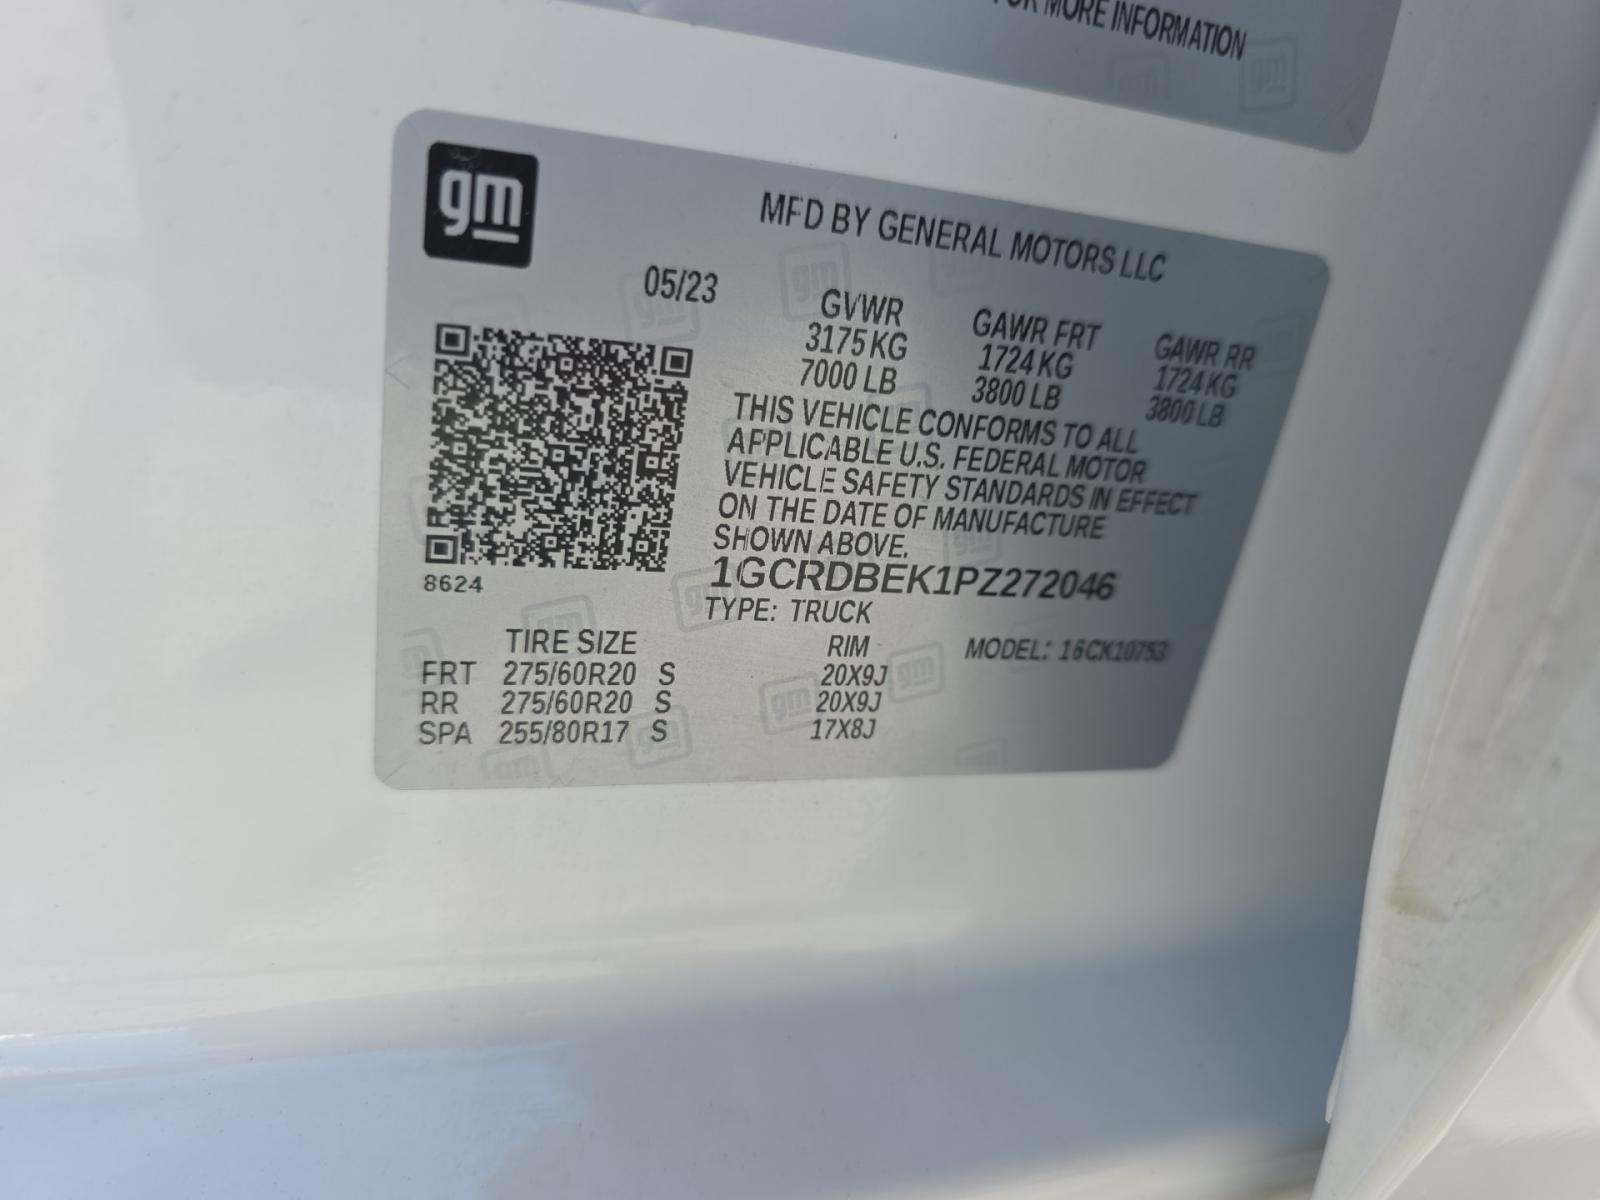 FOR MORE INFORMATION
gm
MFD BY GENERAL MOTORS LLC
05/23
GVWR GAWR FRT GAWR RR
3175 KG 1724 KG 1724 KG
7000 LB 3800 LB 3800 LB
THIS VEHICLE CONFORMS TO ALL
APPLICABLE U.S. FEDERAL MOTOR
VEHICLE SAFETY STANDARDS IN EFFECT
ON THE DATE OF MANUFACTURE
SHOWN ABOVE.
1GCRDBEK1PZ272046
8624
TYPE: TRUCK
TIRE SIZE RIM MODEL: 16CK10753
FRT 275/60R20 S 20X9J
RR 275/60R20 S 20X9J
SPA 255/80R17 S 17X8J